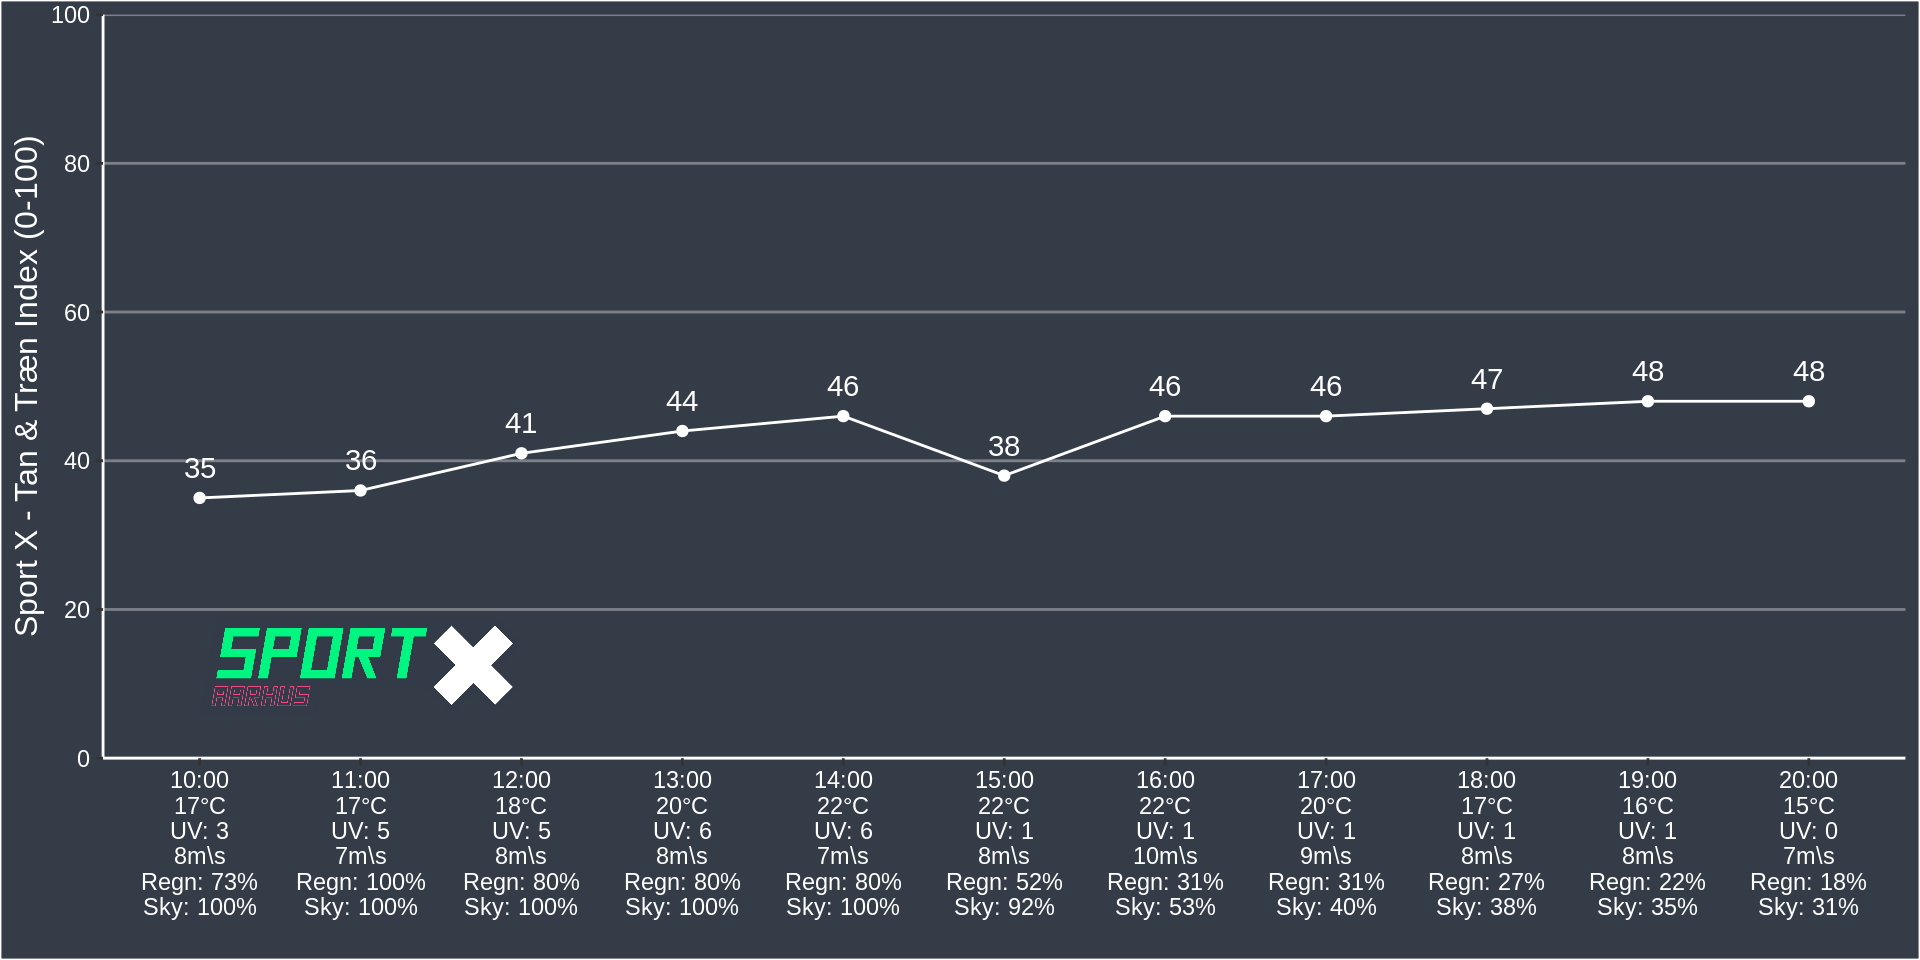 Sport X - Tan & Træn Index (0-100)
100
80
60
40
20
0
35
36
41
44
46
38
46
46
47
48
48
SPORT X
AARHUS
10:00 11:00 12:00 13:00 14:00 15:00 16:00 17:00 18:00 19:00 20:00
17°C 17°C 18°C 20°C 22°C 22°C 22°C 20°C 17°C 16°C 15°C
UV: 3 UV: 5 UV: 5 UV: 6 UV: 6 UV: 1 UV: 1 UV: 1 UV: 1 UV: 1 UV: 0
8m\s 7m\s 8m\s 8m\s 7m\s 8m\s 10m\s 9m\s 8m\s 8m\s 7m\s
Regn: 73% Regn: 100% Regn: 80% Regn: 80% Regn: 80% Regn: 52% Regn: 31% Regn: 31% Regn: 27% Regn: 22% Regn: 18%
Sky: 100% Sky: 100% Sky: 100% Sky: 100% Sky: 100% Sky: 92% Sky: 53% Sky: 40% Sky: 38% Sky: 35% Sky: 31%